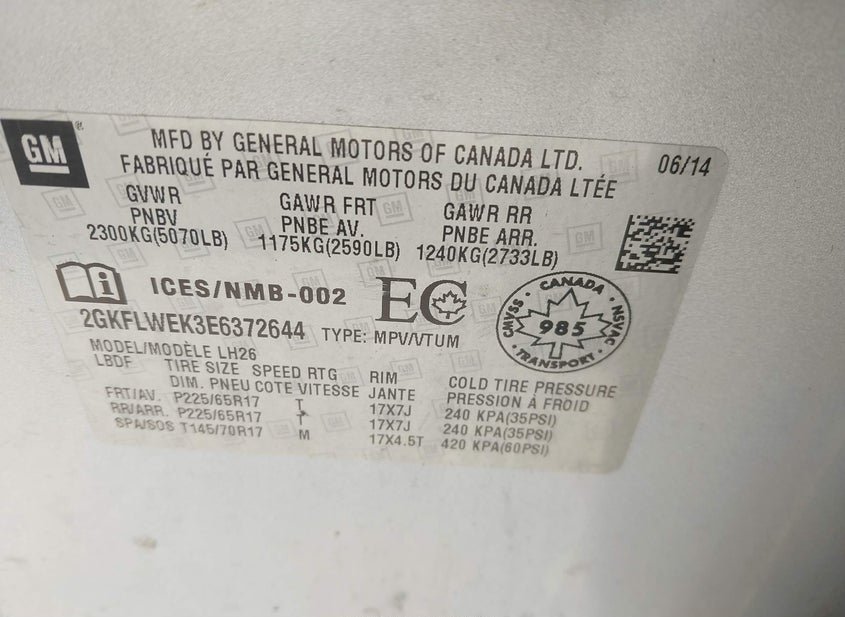 GM
MFD BY GENERAL MOTORS OF CANADA LTD.
06/14
FABRIQUÉ PAR GENERAL MOTORS DU CANADA LTÉE
GVWR
GAWR FRT
GAWR RR
PNBV
PNBE AV.
PNBE ARR.
2300KG(5070LB)
1175KG(2590LB)
1240KG(2733LB)
ICES/NMB-002
EC
CANADA
CMVSS
985
NSVAC
TRANSPORT
2GKFLWEK3E6372644
TYPE: MPV/VTUM
MODEL/MODÈLE LH26
LBDF TIRE SIZE SPEED RTG RIM COLD TIRE PRESSURE
DIM. PNEU COTE VITESSE JANTE PRESSION À FROID
FRT/AV. P225/65R17 T 17X7J 240 KPA(35PSI)
RR/ARR. P225/65R17 T 17X7J 240 KPA(35PSI)
SPA/SOS T145/70R17 M 17X4.5T 420 KPA(60PSI)